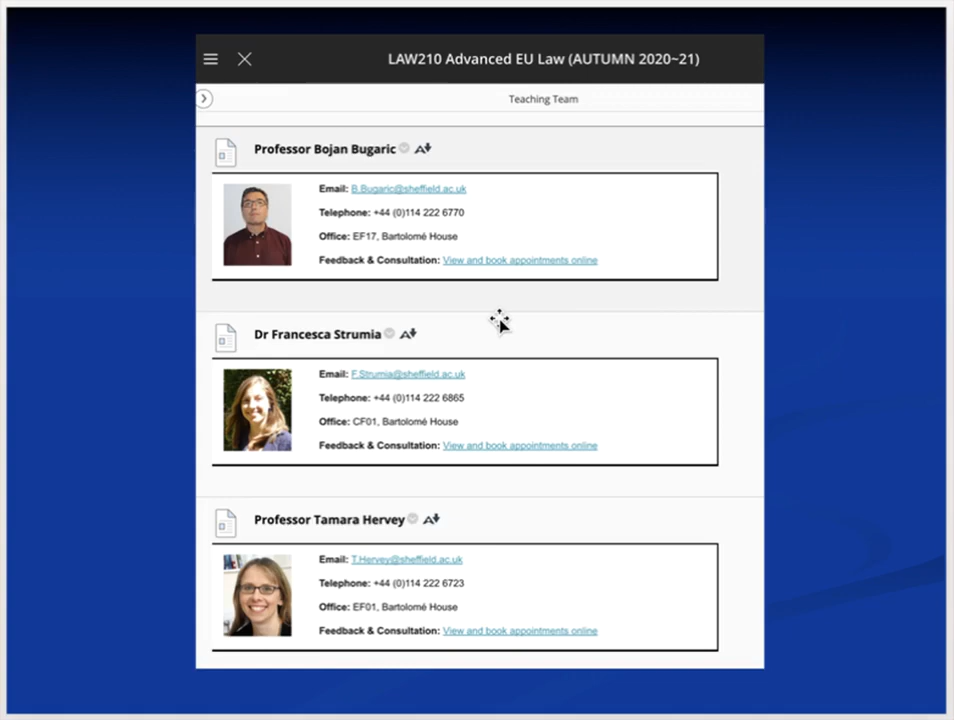 LAW210 Advanced EU Law (AUTUMN 2020~21)
Teaching Team
Professor Bojan Bugaric
Email: B.Bugaric@sheffield.ac.uk
Telephone: +44 (0)114 222 6770
Office: EF17, Bartolomé House
Feedback & Consultation: View and book appointments online
Dr Francesca Strumia
Email: F.Strumia@sheffield.ac.uk
Telephone: +44 (0)114 222 6865
Office: CF01, Bartolomé House
Feedback & Consultation: View and book appointments online
Professor Tamara Hervey
Email: T.Hervey@sheffield.ac.uk
Telephone: +44 (0)114 222 6723
Office: EF01, Bartolomé House
Feedback & Consultation: View and book appointments online